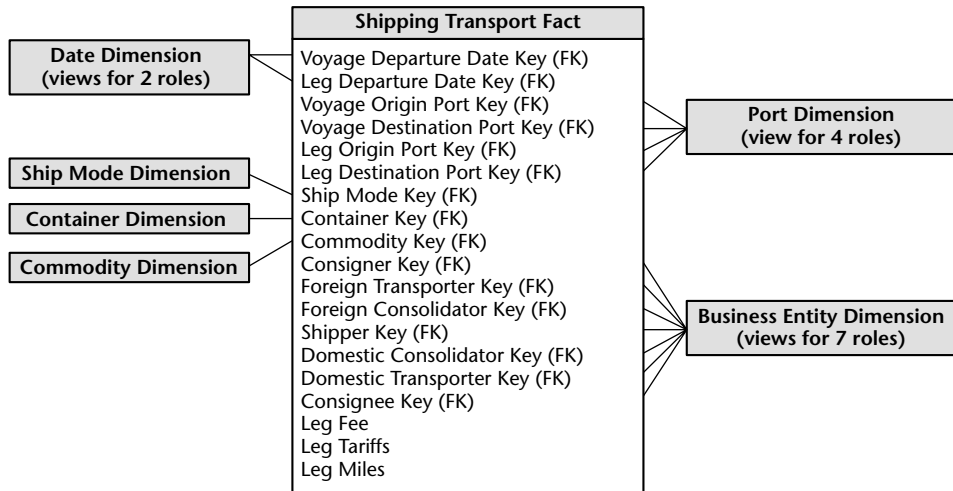 Shipping Transport Fact
Date Dimension
(views for 2 roles)
Ship Mode Dimension
Container Dimension
Commodity Dimension
Voyage Departure Date Key (FK)
Leg Departure Date Key (FK)
Voyage Origin Port Key (FK)
Voyage Destination Port Key (FK)
Leg Origin Port Key (FK)
Leg Destination Port Key (FK)
Ship Mode Key (FK)
Container Key (FK)
Commodity Key (FK)
Consigner Key (FK)
Foreign Transporter Key (FK)
Foreign Consolidator Key (FK)
Shipper Key (FK)
Domestic Consolidator Key (FK)
Domestic Transporter Key (FK)
Consignee Key (FK)
Leg Fee
Leg Tariffs
Leg Miles
Port Dimension
(view for 4 roles)
Business Entity Dimension
(views for 7 roles)